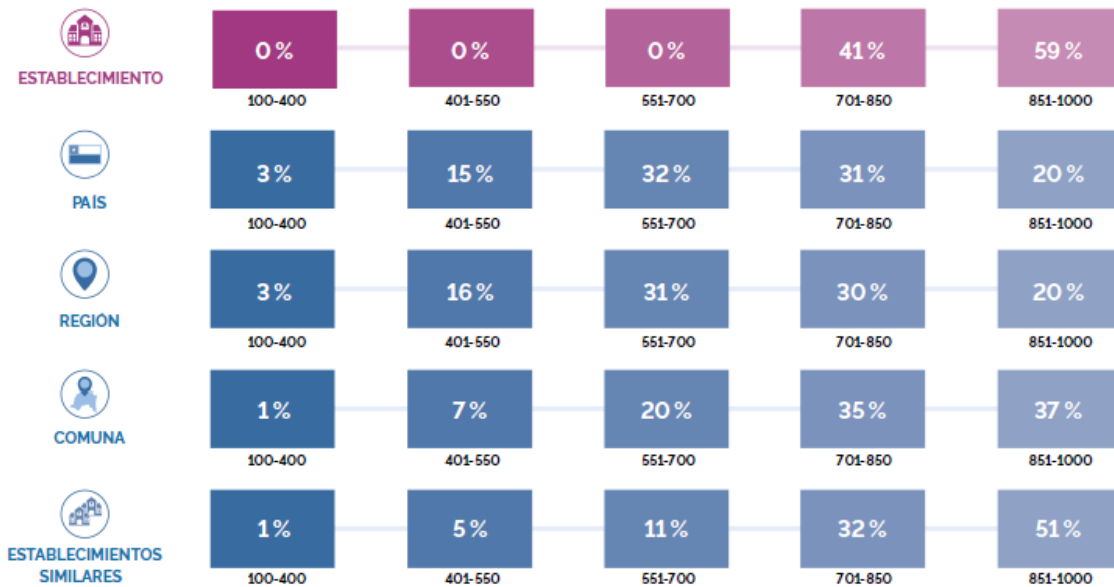 0 % 0 % 0 % 41 % 59 %
ESTABLECIMIENTO
100-400 401-550 551-700 701-850 851-1000
3 % 15 % 32 % 31 % 20 %
PAÍS
100-400 401-550 551-700 701-850 851-1000
3 % 16 % 31 % 30 % 20 %
REGIÓN
100-400 401-550 551-700 701-850 851-1000
1 % 7 % 20 % 35 % 37 %
COMUNA
100-400 401-550 551-700 701-850 851-1000
1 % 5 % 11 % 32 % 51 %
ESTABLECIMIENTOS
SIMILARES
100-400 401-550 551-700 701-850 851-1000